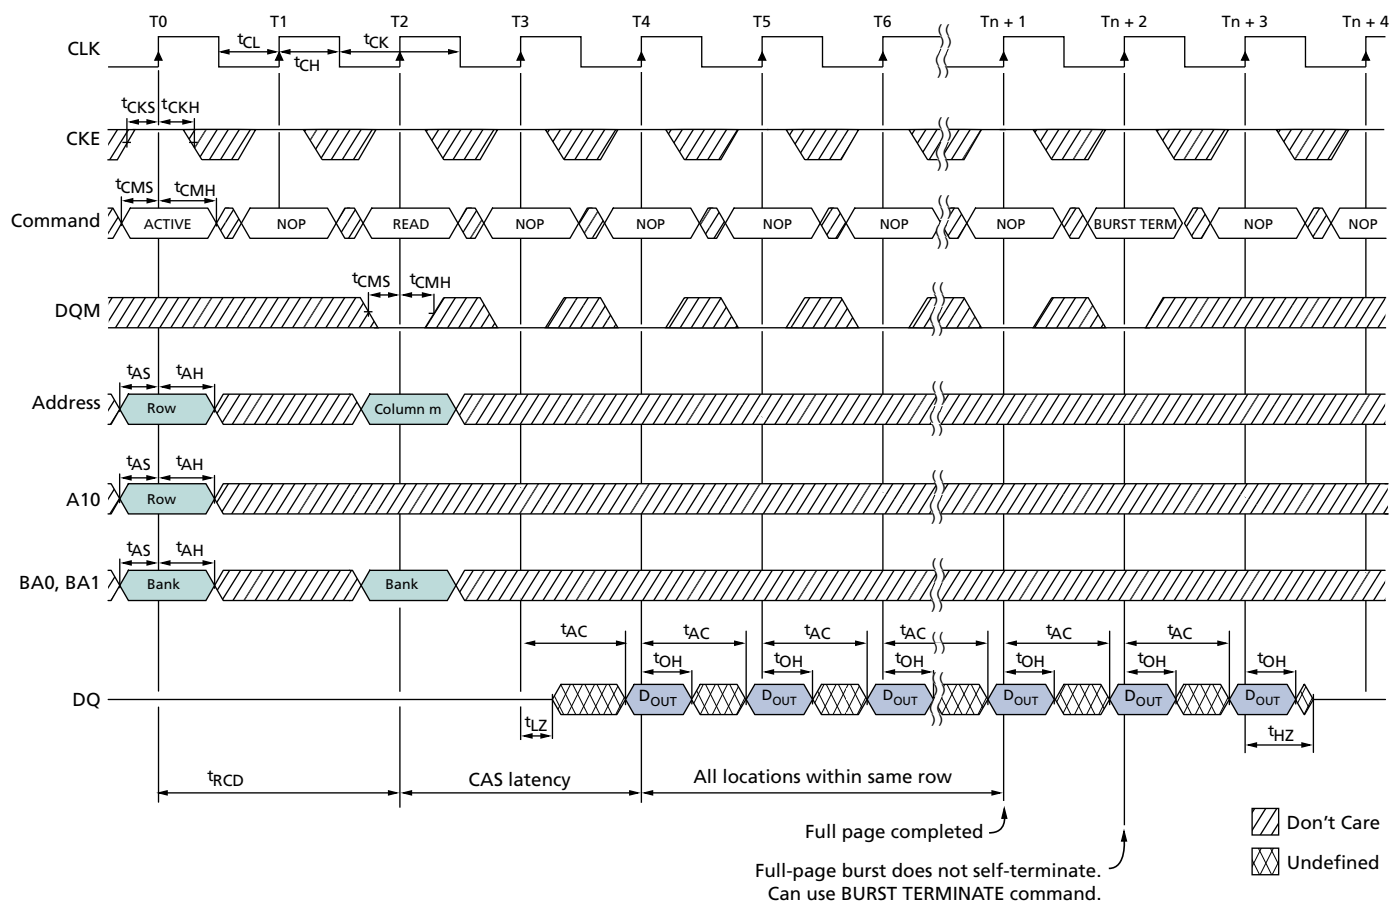 T0 T1 T2 T3 T4 T5 T6 Tn + 1 Tn + 2 Tn + 3 Tn + 4
CLK
tCL tCK
tCH
tCKS tCKH
CKE
tCMS tCMH
Command ACTIVE NOP READ NOP NOP NOP NOP NOP BURST TERM NOP NOP
tCMS tCMH
DQM
tAS tAH
Address Row Column m
tAS tAH
A10 Row
tAS tAH
BA0, BA1 Bank Bank
tAC tAC tAC tAC tAC tAC
tOH tOH tOH tOH tOH tOH
DQ DOUT DOUT DOUT DOUT DOUT DOUT
tLZ tHZ
tRCD CAS latency All locations within same row
Full page completed
Don't Care
Undefined
Full-page burst does not self-terminate.
Can use BURST TERMINATE command.